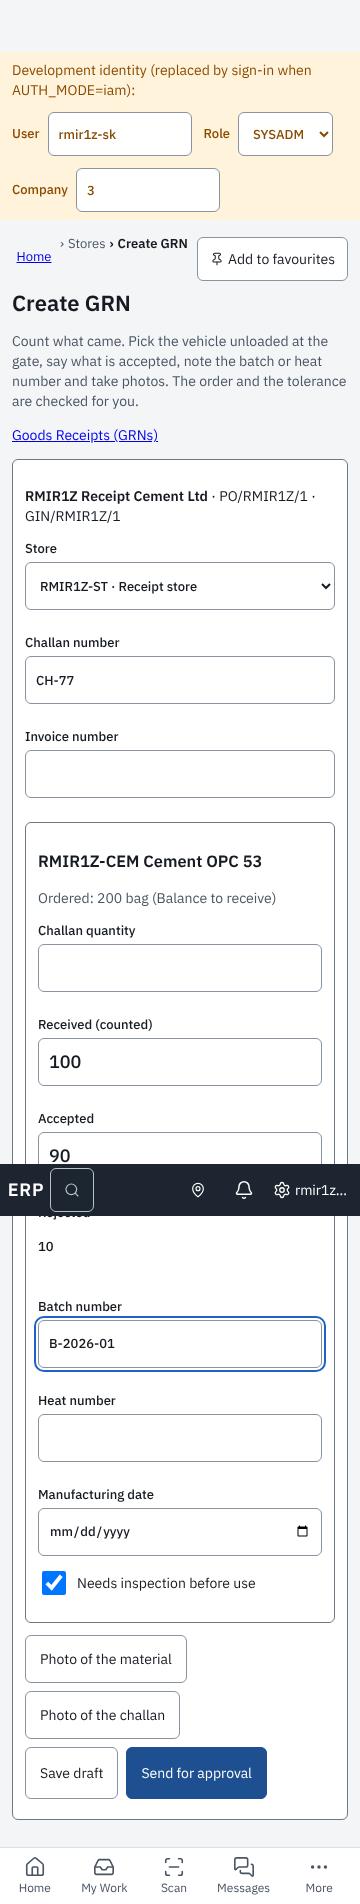 Development identity (replaced by sign-in when
AUTH_MODE=iam):
User rmir1z-sk Role SYSADM
Company 3
Home › Stores › Create GRN Add to favourites
Create GRN
Count what came. Pick the vehicle unloaded at the
gate, say what is accepted, note the batch or heat
number and take photos. The order and the tolerance
are checked for you.
Goods Receipts (GRNs)
RMIR1Z Receipt Cement Ltd · PO/RMIR1Z/1 ·
GIN/RMIR1Z/1
Store
RMIR1Z-ST · Receipt store
Challan number
CH-77
Invoice number
RMIR1Z-CEM Cement OPC 53
Ordered: 200 bag (Balance to receive)
Challan quantity
Received (counted)
100
Accepted
90
ERP rmir1z...
10
Batch number
B-2026-01
Heat number
Manufacturing date
mm/dd/yyyy
Needs inspection before use
Photo of the material
Photo of the challan
Save draft Send for approval
Home My Work Scan Messages More